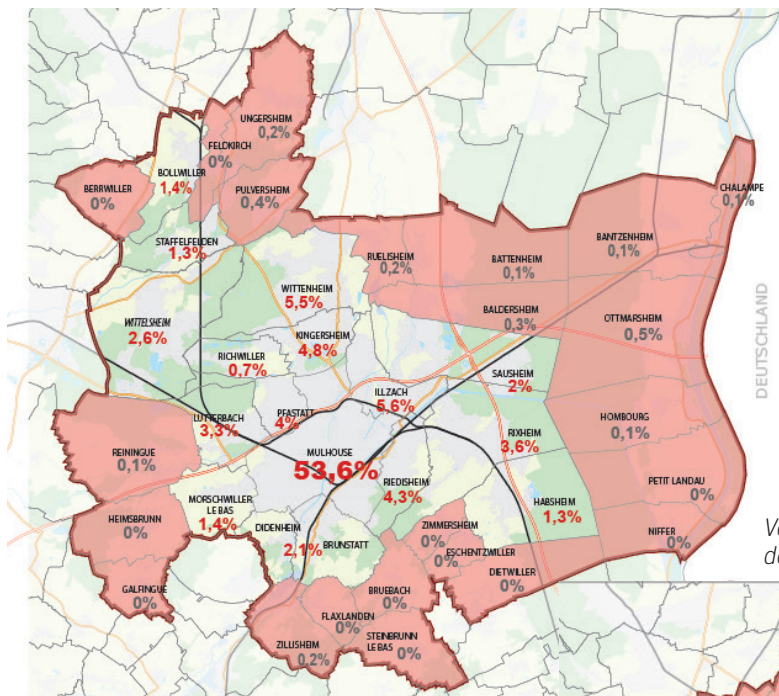 UNGERSHEIM
0,2%
FELDKIRCH
0%
BOLLWILLER
1,4%
BERRWILLER
0%
PULVERSHEIM
0,4%
CHALAMPE
0,1%
STAFFELFELDEN
1,3%
RUELISHEIM
0,2%
BATTENHEIM
0,1%
BANTZENHEIM
0,1%
WITTENHEIM
5,5%
BALDERSHEIM
0,3%
OTTMARSHEIM
0,5%
WITTELSHEIM
2,6%
KINGERSHEIM
4,8%
RICHWILLER
0,7%
SAUSHEIM
2%
DEUTSCHLAND
ILLZACH
5,6%
LUTTERBACH
3,3%
PFASTATT
4%
HOMBOURG
0,1%
RIXHEIM
3,6%
REININGUE
0,1%
MULHOUSE
53,6%
RIEDISHEIM
4,3%
PETIT LANDAU
0%
MORSCHWILLER
LE BAS
1,4%
HABSHEIM
1,3%
HEIMSBRUNN
0%
DIDENHEIM
2,1%
BRUNSTATT
ZIMMERSHEIM
0%
NIFFER
0%
ESCHENTZWILLER
0%
DIETWILLER
0%
GALFINGUE
0%
BRUEBACH
0%
FLAXLANDEN
0%
STEINBRUNN
LE BAS 0%
ZILLISHEIM
0,2%